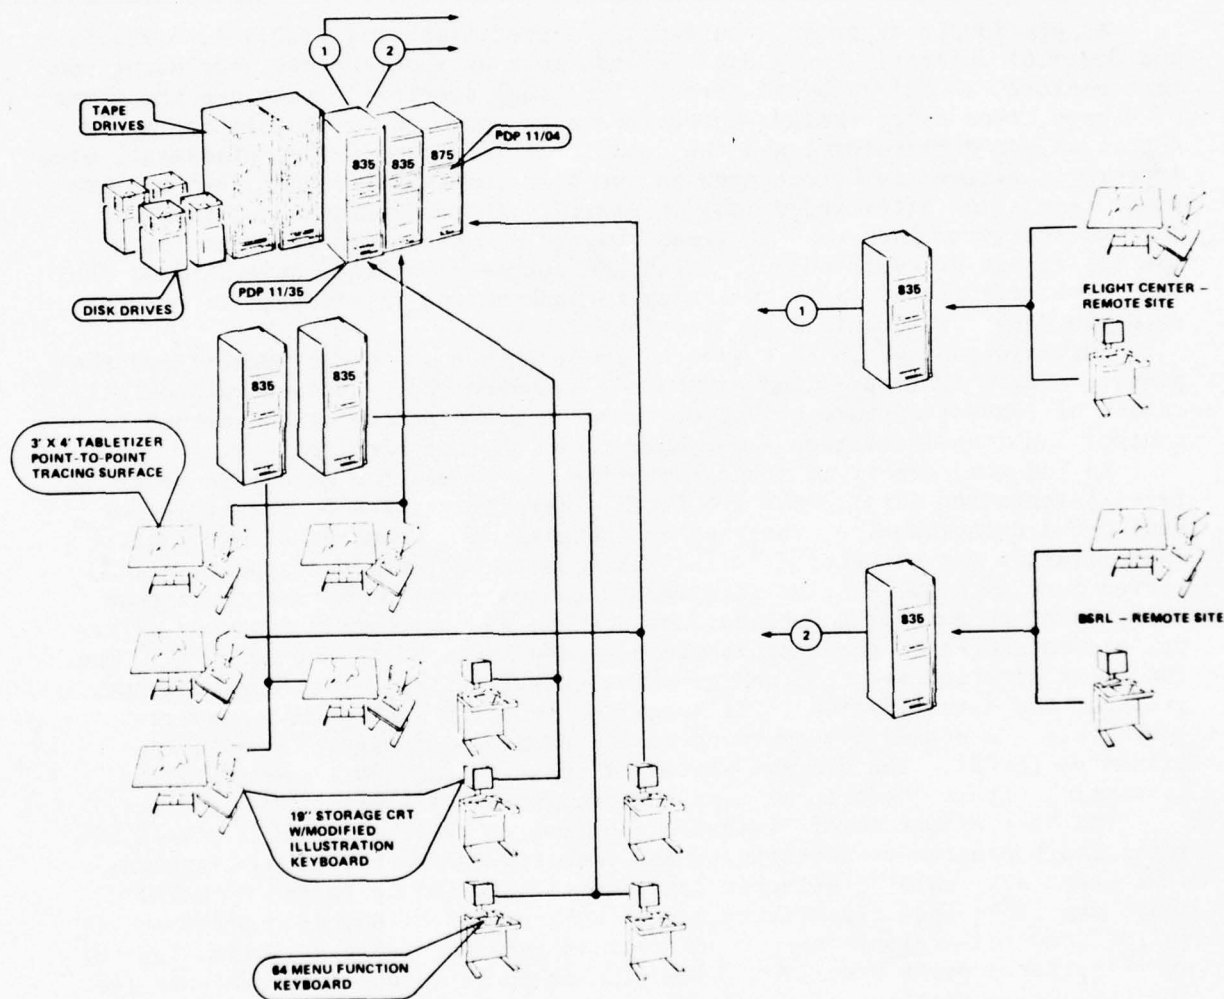 1
2
TAPE
DRIVES
835
835
875
PDP 11/04
DISK DRIVES
PDP 11/35
835
835
3' X 4' TABLETIZER
POINT-TO-POINT
TRACING SURFACE
19" STORAGE CRT
W/MODIFIED
ILLUSTRATION
KEYBOARD
64 MENU FUNCTION
KEYBOARD
1
835
FLIGHT CENTER –
REMOTE SITE
2
835
BSRL – REMOTE SITE